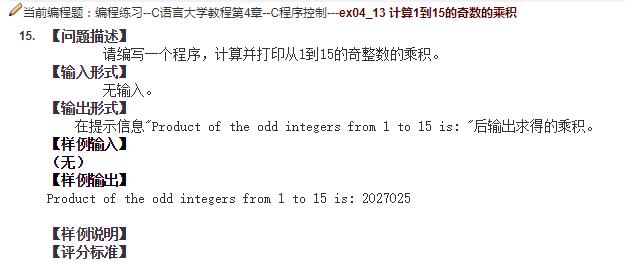 当前编程题：编程练习--C语言大学教程第4章--C程序控制---ex04_13 计算1到15的奇数的乘积
15. 【问题描述】
请编写一个程序，计算并打印从1到15的奇整数的乘积。
【输入形式】
无输入。
【输出形式】
在提示信息"Product of the odd integers from 1 to 15 is: "后输出求得的乘积。
【样例输入】
（无）
【样例输出】
Product of the odd integers from 1 to 15 is: 2027025
【样例说明】
【评分标准】